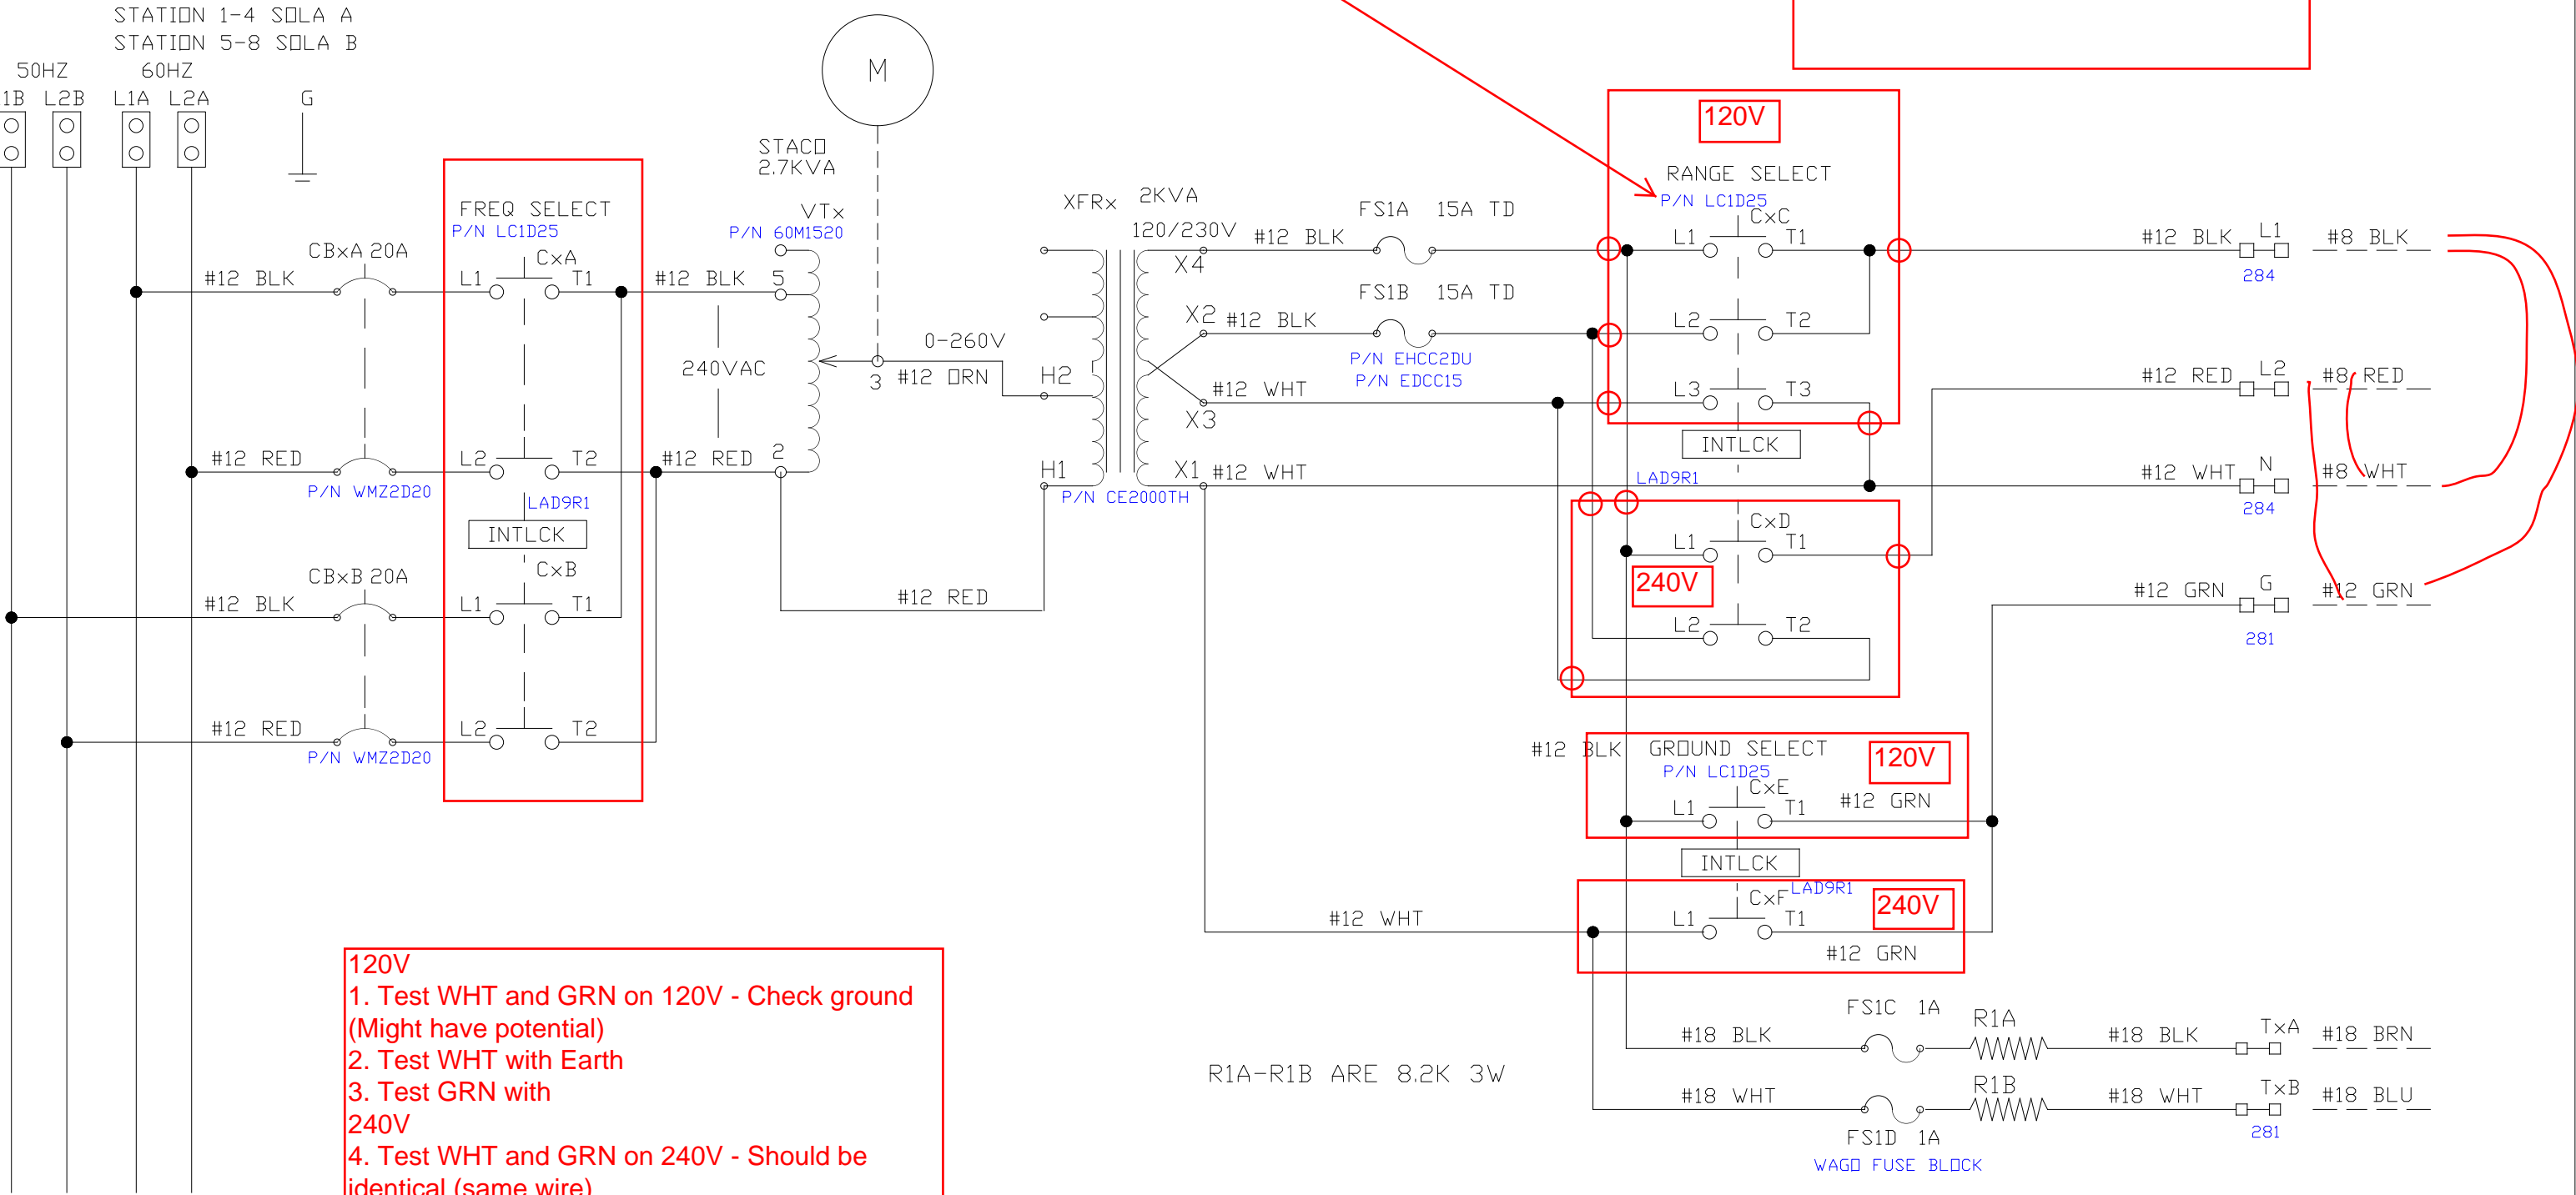 STATION 1-4 SOLA A
STATION 5-8 SOLA B
50HZ 60HZ
1B L2B L1A L2A G
M
STACO
2.7KVA
VTx
P/N 60M1520
FREQ SELECT
P/N LC1D25
CBxA 20A
CxA
#12 BLK L1 T1 #12 BLK 5
240VAC
#12 RED L2 T2 #12 RED 2
P/N WMZ2D20
LAD9R1
INTLCK
CBxB 20A
CxB
#12 BLK L1 T1
#12 RED L2 T2
P/N WMZ2D20
0-260V
3 #12 ORN
H2
H1
#12 RED
XFRx 2KVA
120/230V
X4
X2
X3
X1
P/N CE2000TH
#12 BLK FS1A 15A TD
#12 BLK FS1B 15A TD
P/N EHCC2DU
P/N EDCC15
#12 WHT
#12 WHT
120V
RANGE SELECT
P/N LC1D25
CxC
L1 T1
L2 T2
L3 T3
INTLCK
LAD9R1
CxD
L1 T1
240V
L2 T2
#12 BLK L1 #8 BLK
284
#12 RED L2 #8 RED
#12 WHT N #8 WHT
284
#12 GRN G #12 GRN
281
#12 BLK GROUND SELECT 120V
P/N LC1D25
CxE
L1 T1 #12 GRN
INTLCK
LAD9R1
CxF 240V
#12 WHT L1 T1
#12 GRN
120V
1. Test WHT and GRN on 120V - Check ground
(Might have potential)
2. Test WHT with Earth
3. Test GRN with
240V
4. Test WHT and GRN on 240V - Should be
identical (same wire)
R1A-R1B ARE 8.2K 3W
FS1C 1A R1A
#18 BLK #18 BLK TxA #18 BRN
R1B
#18 WHT #18 WHT TxB #18 BLU
FS1D 1A
281
WAGO FUSE BLOCK